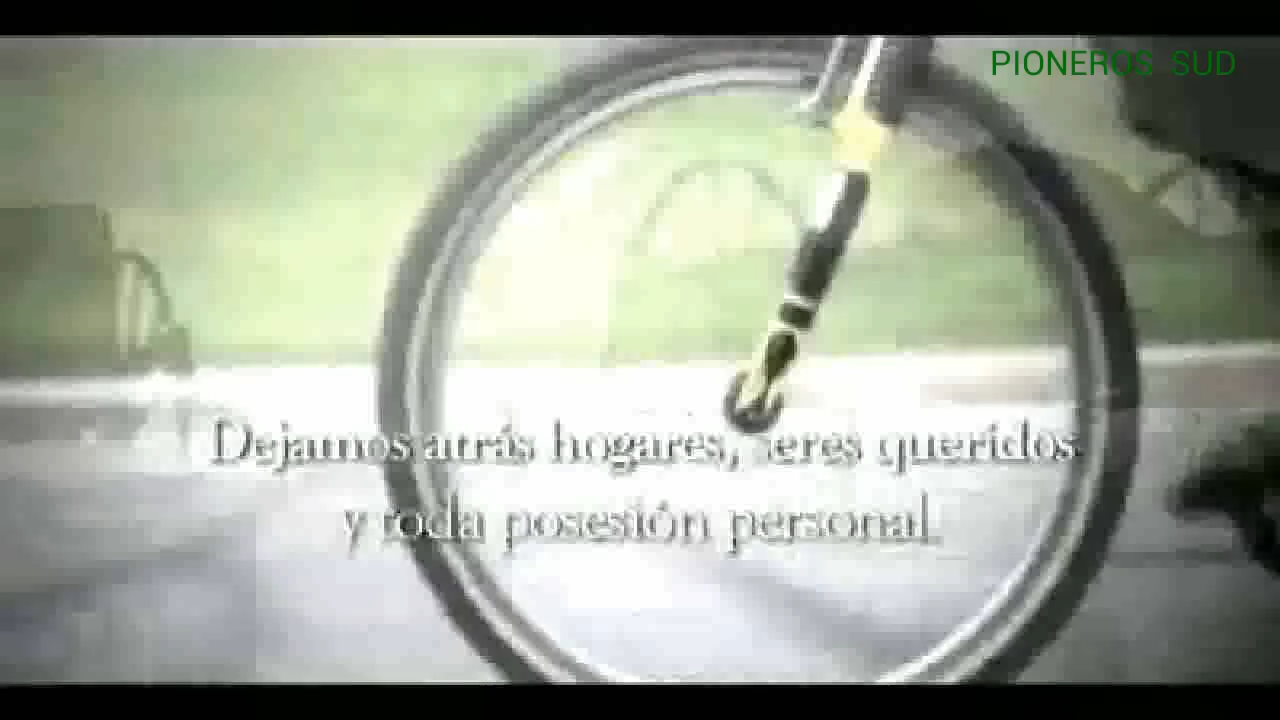 PIONEROS SUD
Dejamos atrás hogares, seres queridos
y toda posesión personal.